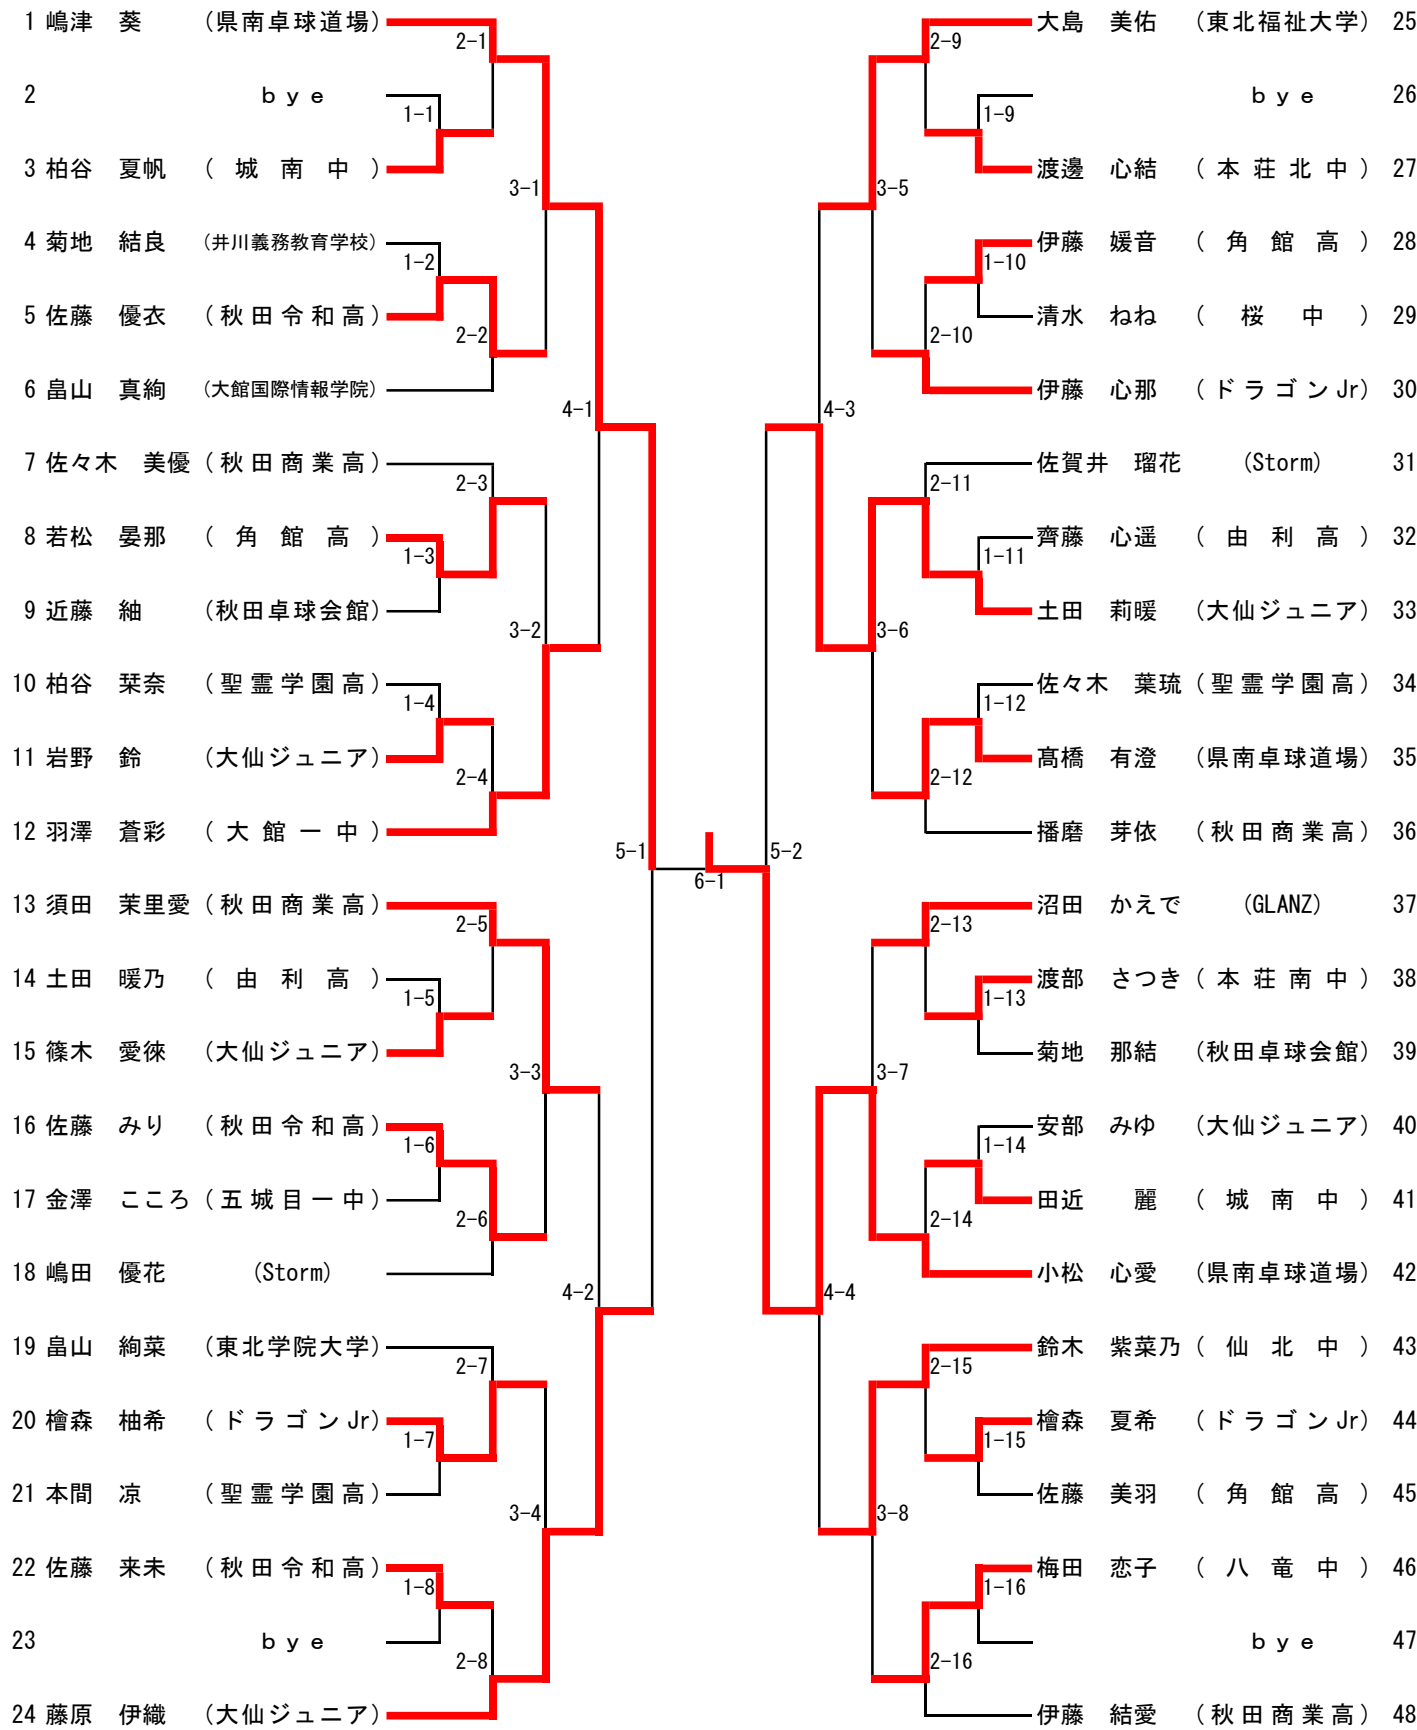 1 嶋津 葵 (県南卓球道場)
2 bye
3 柏谷 夏帆 (城南中)
4 菊地 結良 (井川義務教育学校)
5 佐藤 優衣 (秋田令和高)
6 畠山 真絢 (大館国際情報学院)
7 佐々木 美優 (秋田商業高)
8 若松 晏那 (角館高)
9 近藤 紬 (秋田卓球会館)
10 柏谷 栞奈 (聖霊学園高)
11 岩野 鈴 (大仙ジュニア)
12 羽澤 蒼彩 (大館一中)
13 須田 茉里愛 (秋田商業高)
14 土田 暖乃 (由利高)
15 篠木 愛徠 (大仙ジュニア)
16 佐藤 みり (秋田令和高)
17 金澤 こころ (五城目一中)
18 嶋田 優花 (Storm)
19 畠山 絢菜 (東北学院大学)
20 檜森 柚希 (ドラゴンJr)
21 本間 凉 (聖霊学園高)
22 佐藤 来未 (秋田令和高)
23 bye
24 藤原 伊織 (大仙ジュニア)
2-1
1-1
3-1
1-2
2-2
4-1
2-3
1-3
3-2
1-4
2-4
5-1
2-5
1-5
3-3
1-6
2-6
4-2
2-7
1-7
3-4
1-8
2-8
6-1
2-9
1-9
3-5
1-10
2-10
4-3
2-11
1-11
3-6
1-12
2-12
5-2
2-13
1-13
3-7
1-14
2-14
4-4
2-15
1-15
3-8
1-16
2-16
大島 美佑 (東北福祉大学) 25
bye 26
渡邊 心結 (本荘北中) 27
伊藤 媛音 (角館高) 28
清水 ねね (桜中) 29
伊藤 心那 (ドラゴンJr) 30
佐賀井 瑠花 (Storm) 31
齊藤 心遥 (由利高) 32
土田 莉暖 (大仙ジュニア) 33
佐々木 葉琉 (聖霊学園高) 34
髙橋 有澄 (県南卓球道場) 35
播磨 芽依 (秋田商業高) 36
沼田 かえで (GLANZ) 37
渡部 さつき (本荘南中) 38
菊地 那結 (秋田卓球会館) 39
安部 みゆ (大仙ジュニア) 40
田近 麗 (城南中) 41
小松 心愛 (県南卓球道場) 42
鈴木 紫菜乃 (仙北中) 43
檜森 夏希 (ドラゴンJr) 44
佐藤 美羽 (角館高) 45
梅田 恋子 (八竜中) 46
bye 47
伊藤 結愛 (秋田商業高) 48